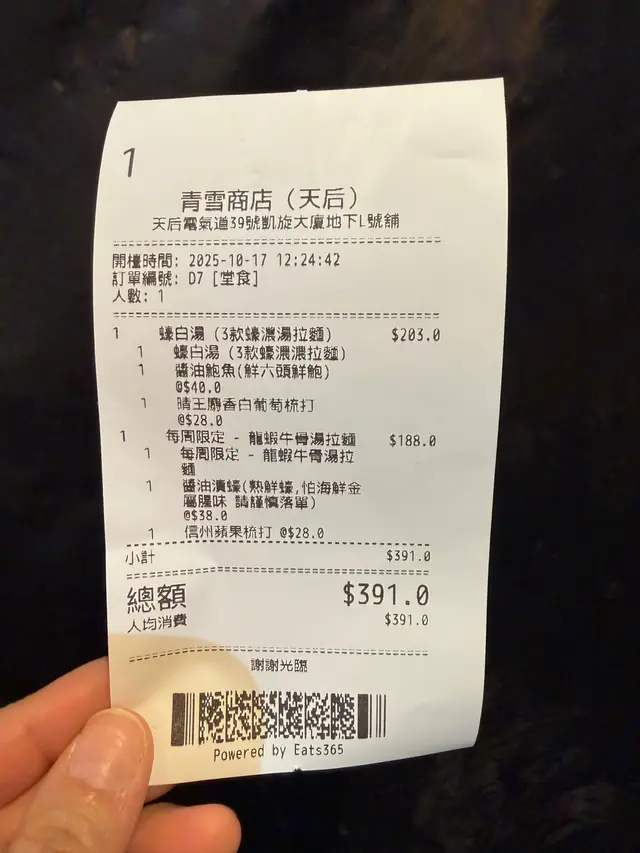 1
青雪商店 (天后)
天后電氣道39號凱旋大廈地下L號舖
開檯時間: 2025-10-17 12:24:42
訂單編號: D7 [堂食]
人數: 1
1 蠔白湯 (3款蠔濃湯拉麵) $203.0
1 蠔白湯 (3款蠔濃濃拉麵)
1 醬油鮑魚(鮮六頭鮮鮑)
@$40.0
1 晴王麝香白葡萄梳打
@$28.0
1 每周限定 - 龍蝦牛骨湯拉麵 $188.0
1 每周限定 - 龍蝦牛骨湯拉
麵
1 醬油漬蠔(熟鮮蠔,怕海鮮金
屬腥味 請謹慎落單)
@$38.0
1 信州蘋果梳打 @$28.0
小計 $391.0
總額 $391.0
人均消費 $391.0
謝謝光臨
Powered by Eats365